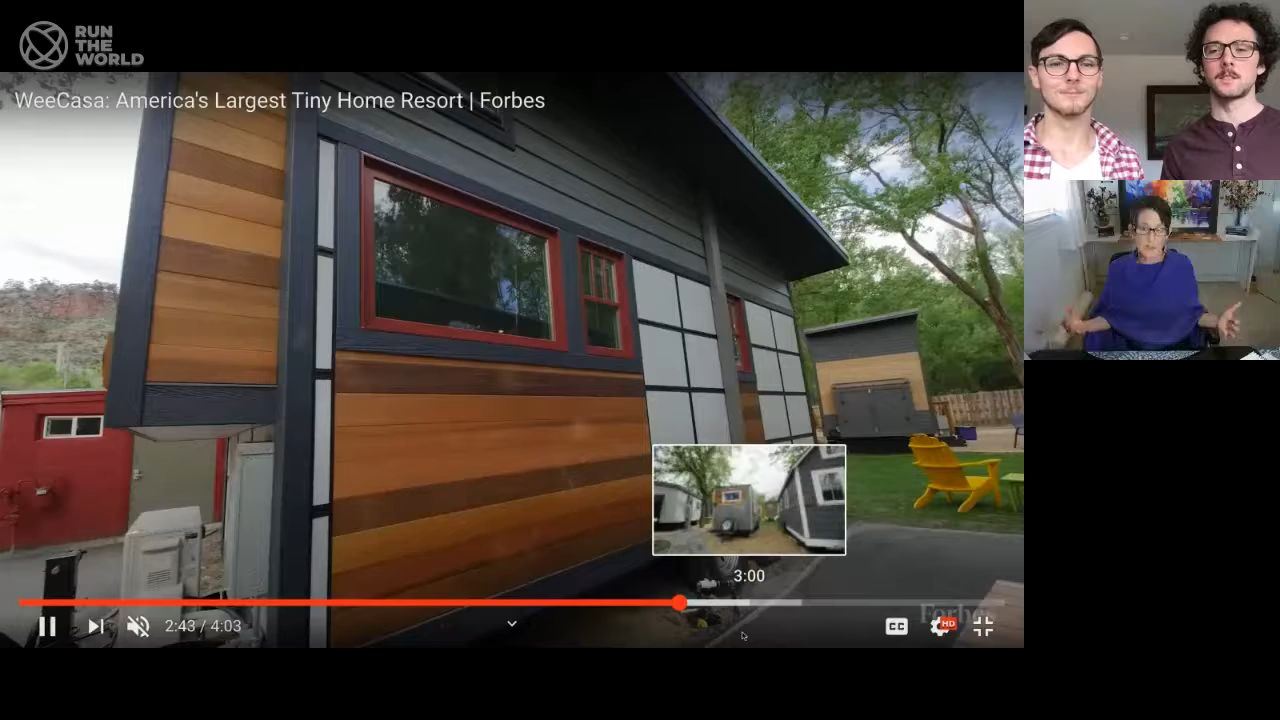 RUN
THE
WORLD
WeeCasa: America's Largest Tiny Home Resort | Forbes
3:00
2:43 / 4:03
CC
HD
Forbes